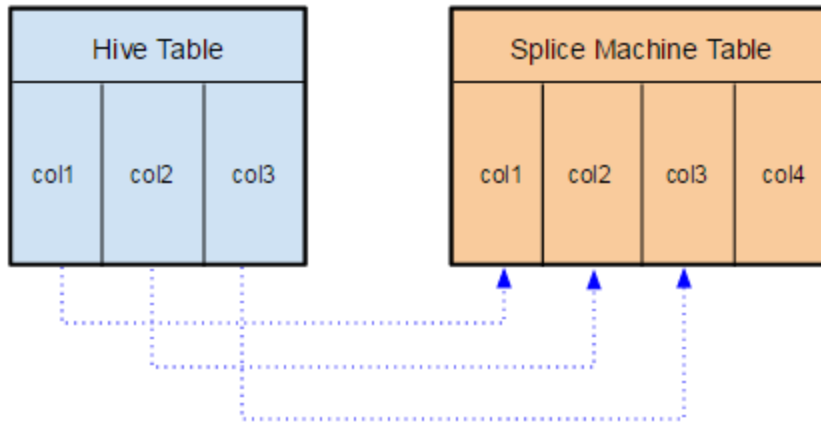 Hive Table
col1 col2 col3
Splice Machine Table
col1 col2 col3 col4